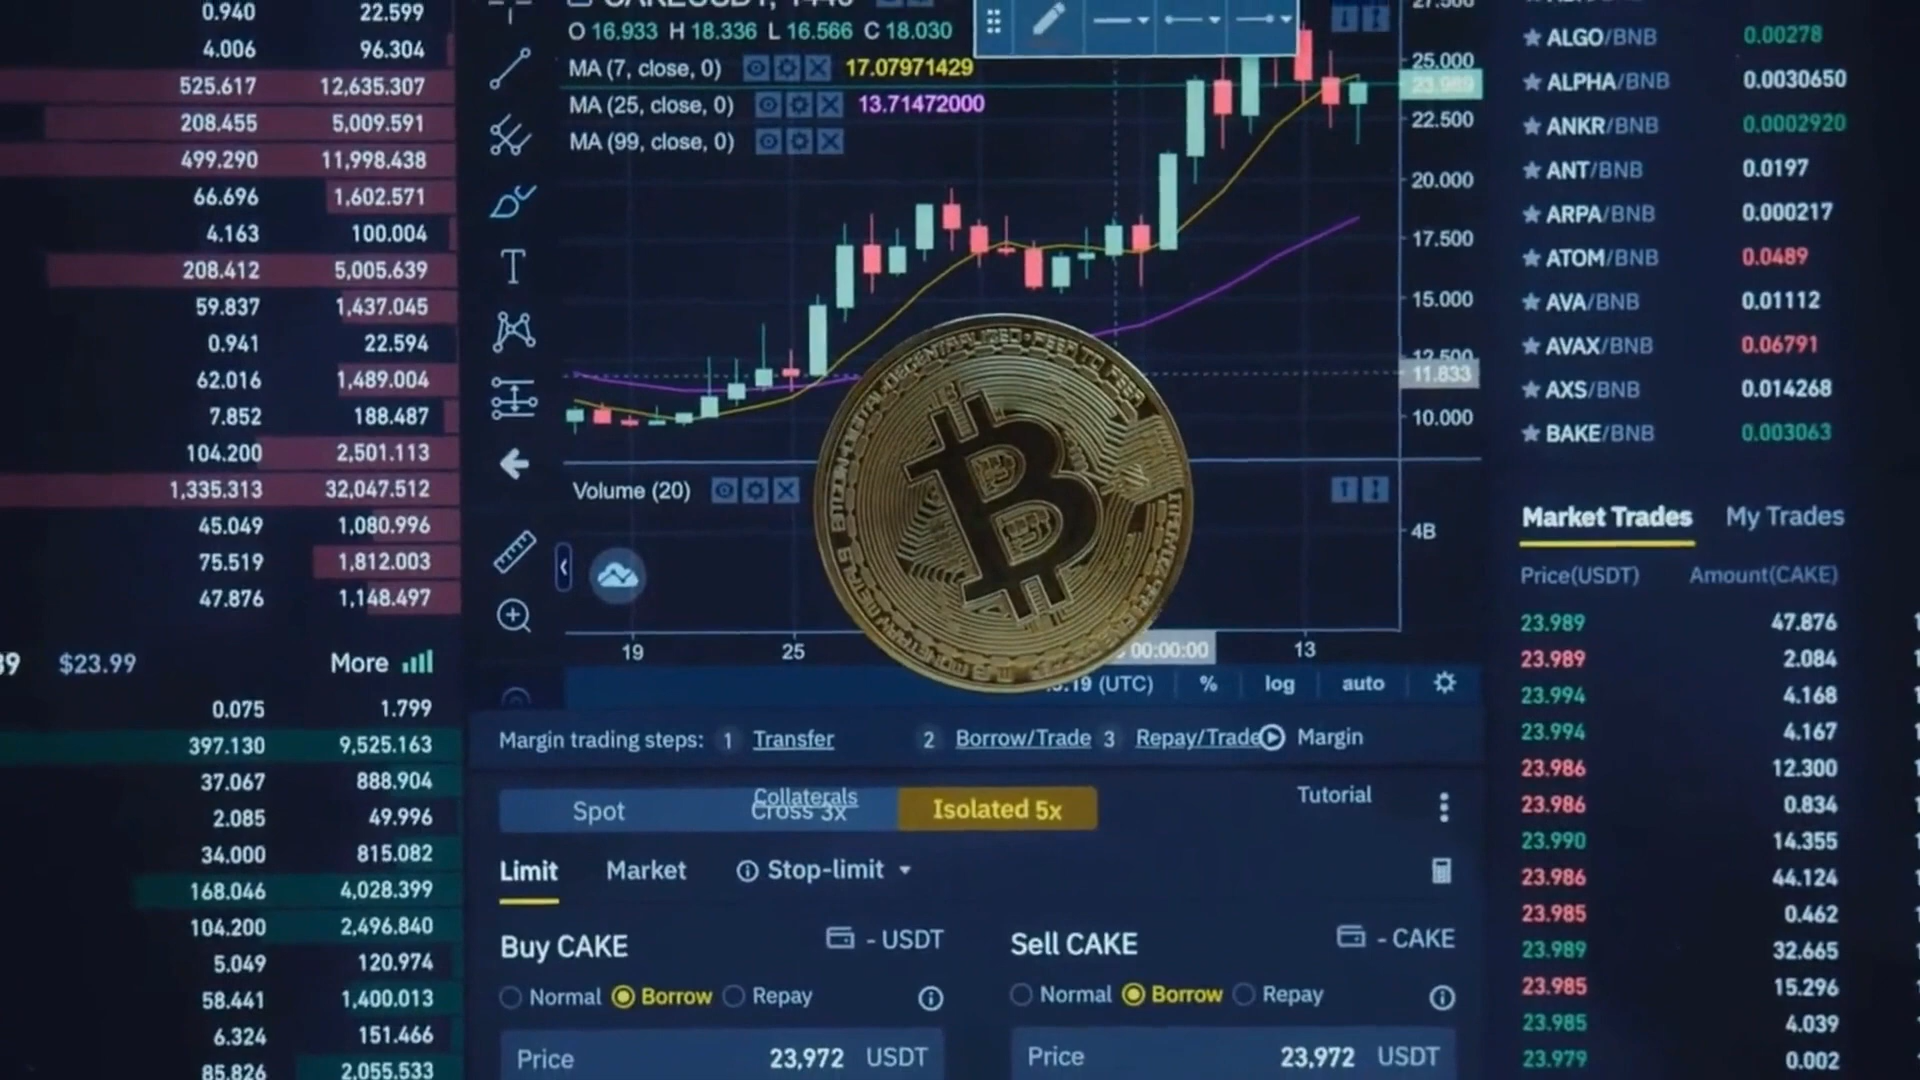 0.940 22.599
4.006 96.304
525.617 12,635.307
208.455 5,009.591
499.290 11,998.438
66.696 1,602.571
4.163 100.004
208.412 5,005.639
59.837 1,437.045
0.941 22.594
62.016 1,489.004
7.852 188.487
104.200 2,501.113
1,335.313 32,047.512
45.049 1,080.996
75.519 1,812.003
47.876 1,148.497
$23.99 More
0.075 1.799
397.130 9,525.163
37.067 888.904
2.085 49.996
34.000 815.082
168.046 4,028.399
104.200 2,496.840
5.049 120.974
58.441 1,400.013
6.324 151.466
85.826 2,055.533
O 16.933 H 18.336 L 16.566 C 18.030
MA (7, close, 0) 17.07971429
MA (25, close, 0) 13.71472000
MA (99, close, 0)
25.000
23.989
22.500
20.000
17.500
15.000
12.500
11.833
10.000
Volume (20)
4B
19 25 00:00:00 13
(UTC) % log auto
Margin trading steps: 1 Transfer 2 Borrow/Trade 3 Repay/Trade Margin
Collaterals Tutorial
Spot Cross 3x Isolated 5x
Limit Market Stop-limit
Buy CAKE - USDT Sell CAKE - CAKE
Normal Borrow Repay Normal Borrow Repay
Price 23,972 USDT Price 23,972 USDT
ALGO/BNB 0.00278
ALPHA/BNB 0.0030650
ANKR/BNB 0.0002920
ANT/BNB 0.0197
ARPA/BNB 0.000217
ATOM/BNB 0.0489
AVA/BNB 0.01112
AVAX/BNB 0.06791
AXS/BNB 0.014268
BAKE/BNB 0.003063
Market Trades My Trades
Price(USDT) Amount(CAKE)
23.989 47.876
23.989 2.084
23.994 4.168
23.994 4.167
23.986 12.300
23.986 0.834
23.990 14.355
23.986 44.124
23.985 0.462
23.989 32.665
23.985 15.296
23.985 4.039
23.979 0.002